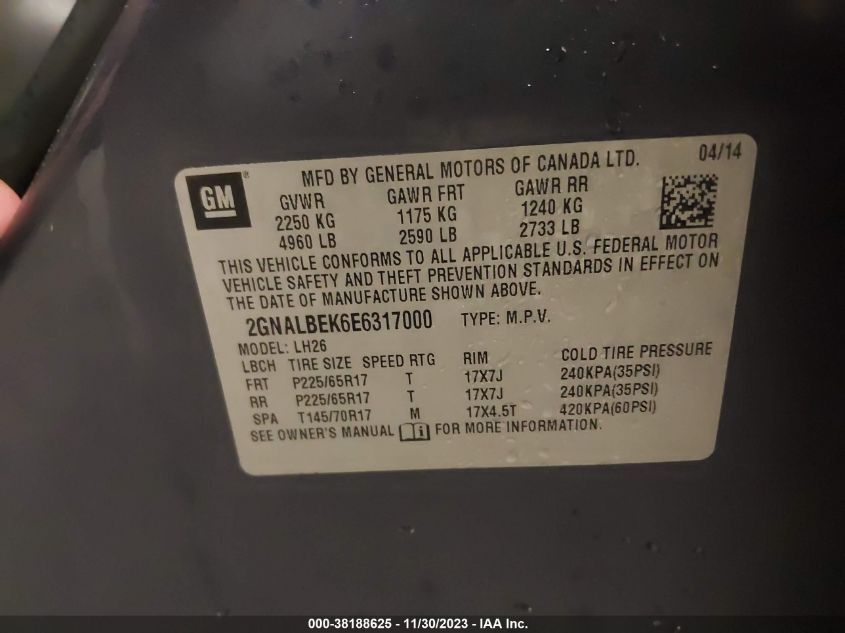 MFD BY GENERAL MOTORS OF CANADA LTD. 04/14
GM®
GVWR GAWR FRT GAWR RR
2250 KG 1175 KG 1240 KG
4960 LB 2590 LB 2733 LB
THIS VEHICLE CONFORMS TO ALL APPLICABLE U.S. FEDERAL MOTOR
VEHICLE SAFETY AND THEFT PREVENTION STANDARDS IN EFFECT ON
THE DATE OF MANUFACTURE SHOWN ABOVE.
2GNALBEK6E6317000 TYPE: M.P.V.
MODEL: LH26
LBCH TIRE SIZE SPEED RTG RIM COLD TIRE PRESSURE
FRT P225/65R17 T 17X7J 240KPA(35PSI)
RR P225/65R17 T 17X7J 240KPA(35PSI)
SPA T145/70R17 M 17X4.5T 420KPA(60PSI)
SEE OWNER'S MANUAL i FOR MORE INFORMATION.
000-38188625 - 11/30/2023 - IAA Inc.